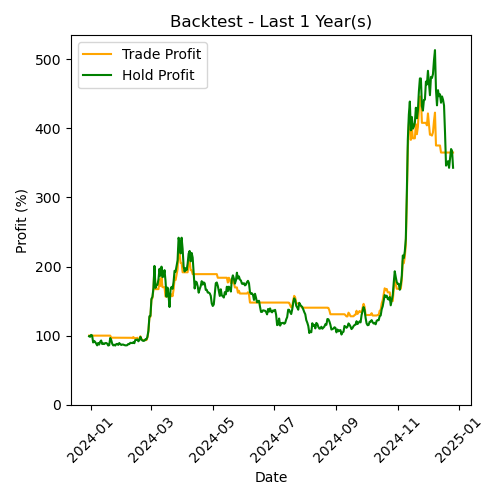 Backtest - Last 1 Year(s)
Trade Profit
Hold Profit
Profit (%)
500
400
300
200
100
0
2024-01
2024-03
2024-05
2024-07
2024-09
2024-11
2025-01
Date